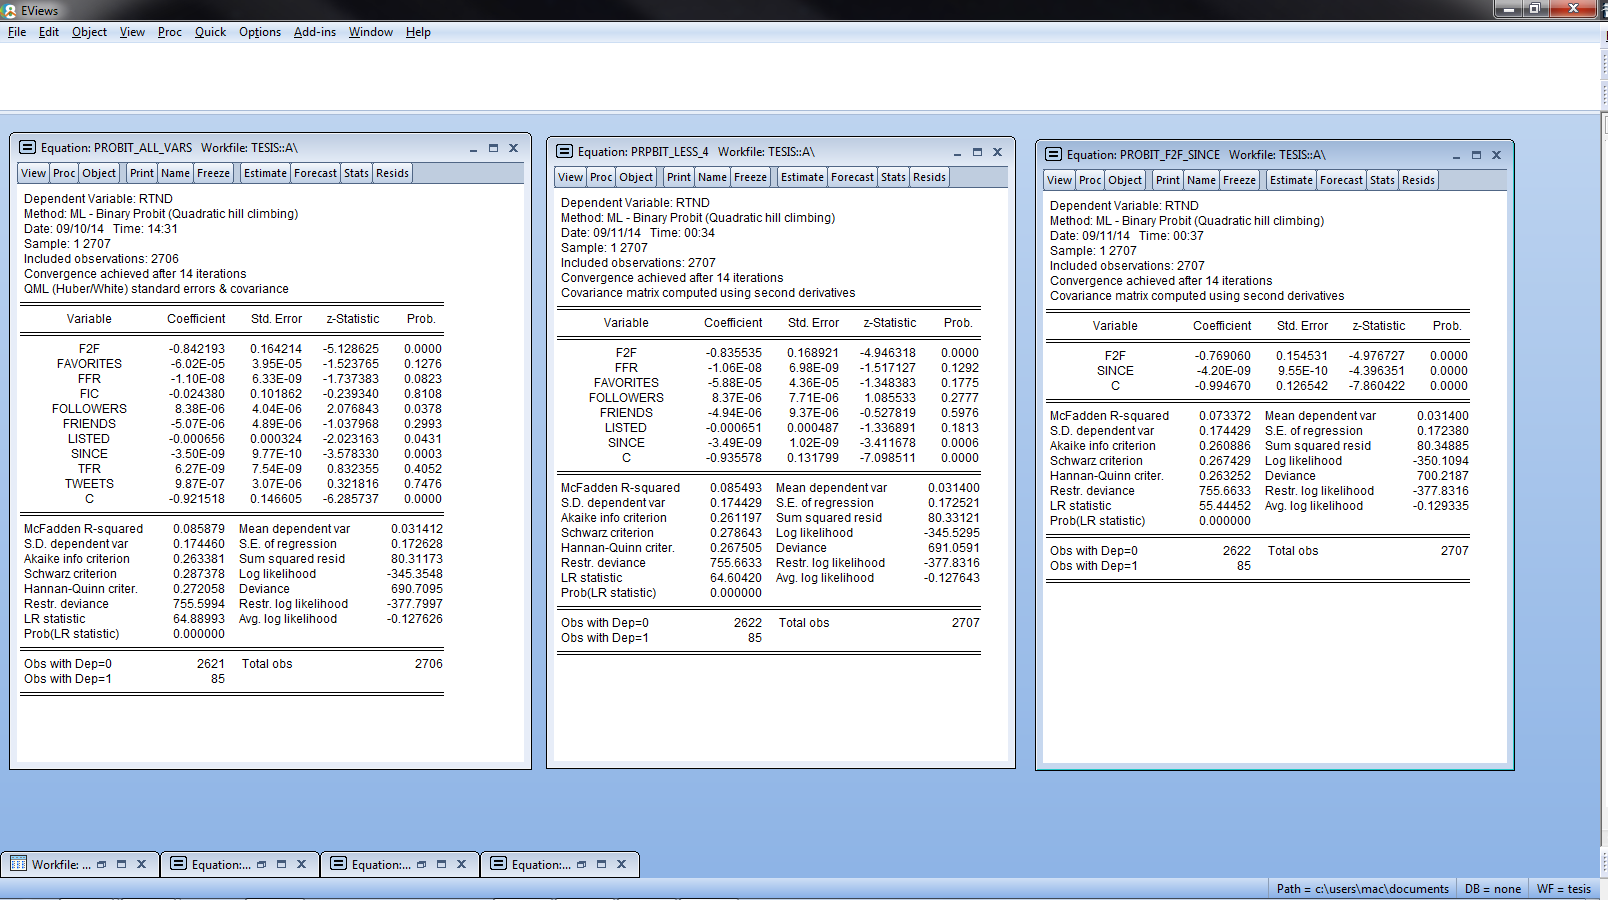 EViews
File Edit Object View Proc Quick Options Add-ins Window Help
Equation: PROBIT_ALL_VARS Workfile: TESIS::A\
View Proc Object Print Name Freeze Estimate Forecast Stats Resids
Dependent Variable: RTND
Method: ML - Binary Probit (Quadratic hill climbing)
Date: 09/10/14 Time: 14:31
Sample: 1 2707
Included observations: 2706
Convergence achieved after 14 iterations
QML (Huber/White) standard errors & covariance
Variable Coefficient Std. Error z-Statistic Prob.
F2F -0.842193 0.164214 -5.128625 0.0000
FAVORITES -6.02E-05 3.95E-05 -1.523765 0.1276
FFR -1.10E-08 6.33E-09 -1.737383 0.0823
FIC -0.024380 0.101862 -0.239340 0.8108
FOLLOWERS 8.38E-06 4.04E-06 2.076843 0.0378
FRIENDS -5.07E-06 4.89E-06 -1.037968 0.2993
LISTED -0.000656 0.000324 -2.023163 0.0431
SINCE -3.50E-09 9.77E-10 -3.578330 0.0003
TFR 6.27E-09 7.54E-09 0.832355 0.4052
TWEETS 9.87E-07 3.07E-06 0.321816 0.7476
C -0.921518 0.146605 -6.285737 0.0000
McFadden R-squared 0.085879 Mean dependent var 0.031412
S.D. dependent var 0.174460 S.E. of regression 0.172628
Akaike info criterion 0.263381 Sum squared resid 80.31173
Schwarz criterion 0.287378 Log likelihood -345.3548
Hannan-Quinn criter. 0.272058 Deviance 690.7095
Restr. deviance 755.5994 Restr. log likelihood -377.7997
LR statistic 64.88993 Avg. log likelihood -0.127626
Prob(LR statistic) 0.000000
Obs with Dep=0 2621 Total obs 2706
Obs with Dep=1 85
Equation: PRPBIT_LESS_4 Workfile: TESIS::A\
View Proc Object Print Name Freeze Estimate Forecast Stats Resids
Dependent Variable: RTND
Method: ML - Binary Probit (Quadratic hill climbing)
Date: 09/11/14 Time: 00:34
Sample: 1 2707
Included observations: 2707
Convergence achieved after 14 iterations
Covariance matrix computed using second derivatives
Variable Coefficient Std. Error z-Statistic Prob.
F2F -0.835535 0.168921 -4.946318 0.0000
FFR -1.06E-08 6.98E-09 -1.517127 0.1292
FAVORITES -5.88E-05 4.36E-05 -1.348383 0.1775
FOLLOWERS 8.37E-06 7.71E-06 1.085533 0.2777
FRIENDS -4.94E-06 9.37E-06 -0.527819 0.5976
LISTED -0.000651 0.000487 -1.336891 0.1813
SINCE -3.49E-09 1.02E-09 -3.411678 0.0006
C -0.935578 0.131799 -7.098511 0.0000
McFadden R-squared 0.085493 Mean dependent var 0.031400
S.D. dependent var 0.174429 S.E. of regression 0.172521
Akaike info criterion 0.261197 Sum squared resid 80.33121
Schwarz criterion 0.278643 Log likelihood -345.5295
Hannan-Quinn criter. 0.267505 Deviance 691.0591
Restr. deviance 755.6633 Restr. log likelihood -377.8316
LR statistic 64.60420 Avg. log likelihood -0.127643
Prob(LR statistic) 0.000000
Obs with Dep=0 2622 Total obs 2707
Obs with Dep=1 85
Equation: PROBIT_F2F_SINCE Workfile: TESIS::A\
View Proc Object Print Name Freeze Estimate Forecast Stats Resids
Dependent Variable: RTND
Method: ML - Binary Probit (Quadratic hill climbing)
Date: 09/11/14 Time: 00:37
Sample: 1 2707
Included observations: 2707
Convergence achieved after 14 iterations
Covariance matrix computed using second derivatives
Variable Coefficient Std. Error z-Statistic Prob.
F2F -0.769060 0.154531 -4.976727 0.0000
SINCE -4.20E-09 9.55E-10 -4.396351 0.0000
C -0.994670 0.126542 -7.860422 0.0000
McFadden R-squared 0.073372 Mean dependent var 0.031400
S.D. dependent var 0.174429 S.E. of regression 0.172380
Akaike info criterion 0.260886 Sum squared resid 80.34885
Schwarz criterion 0.267429 Log likelihood -350.1094
Hannan-Quinn criter. 0.263252 Deviance 700.2187
Restr. deviance 755.6633 Restr. log likelihood -377.8316
LR statistic 55.44452 Avg. log likelihood -0.129335
Prob(LR statistic) 0.000000
Obs with Dep=0 2622 Total obs 2707
Obs with Dep=1 85
Workfile: ... Equation:... Equation:... Equation:...
Path = c:\users\mac\documents DB = none WF = tesis